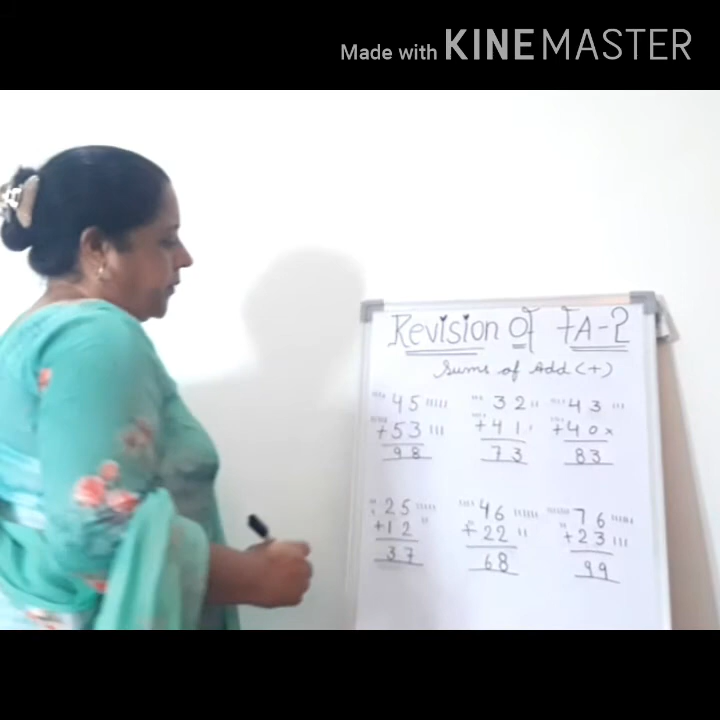 Made with KINEMASTER
Revision of FA-2
Sums of Add (+)
45 32 43
+53 +41 +40
98 73 83
25 46 76
+12 +22 +23
37 68 99